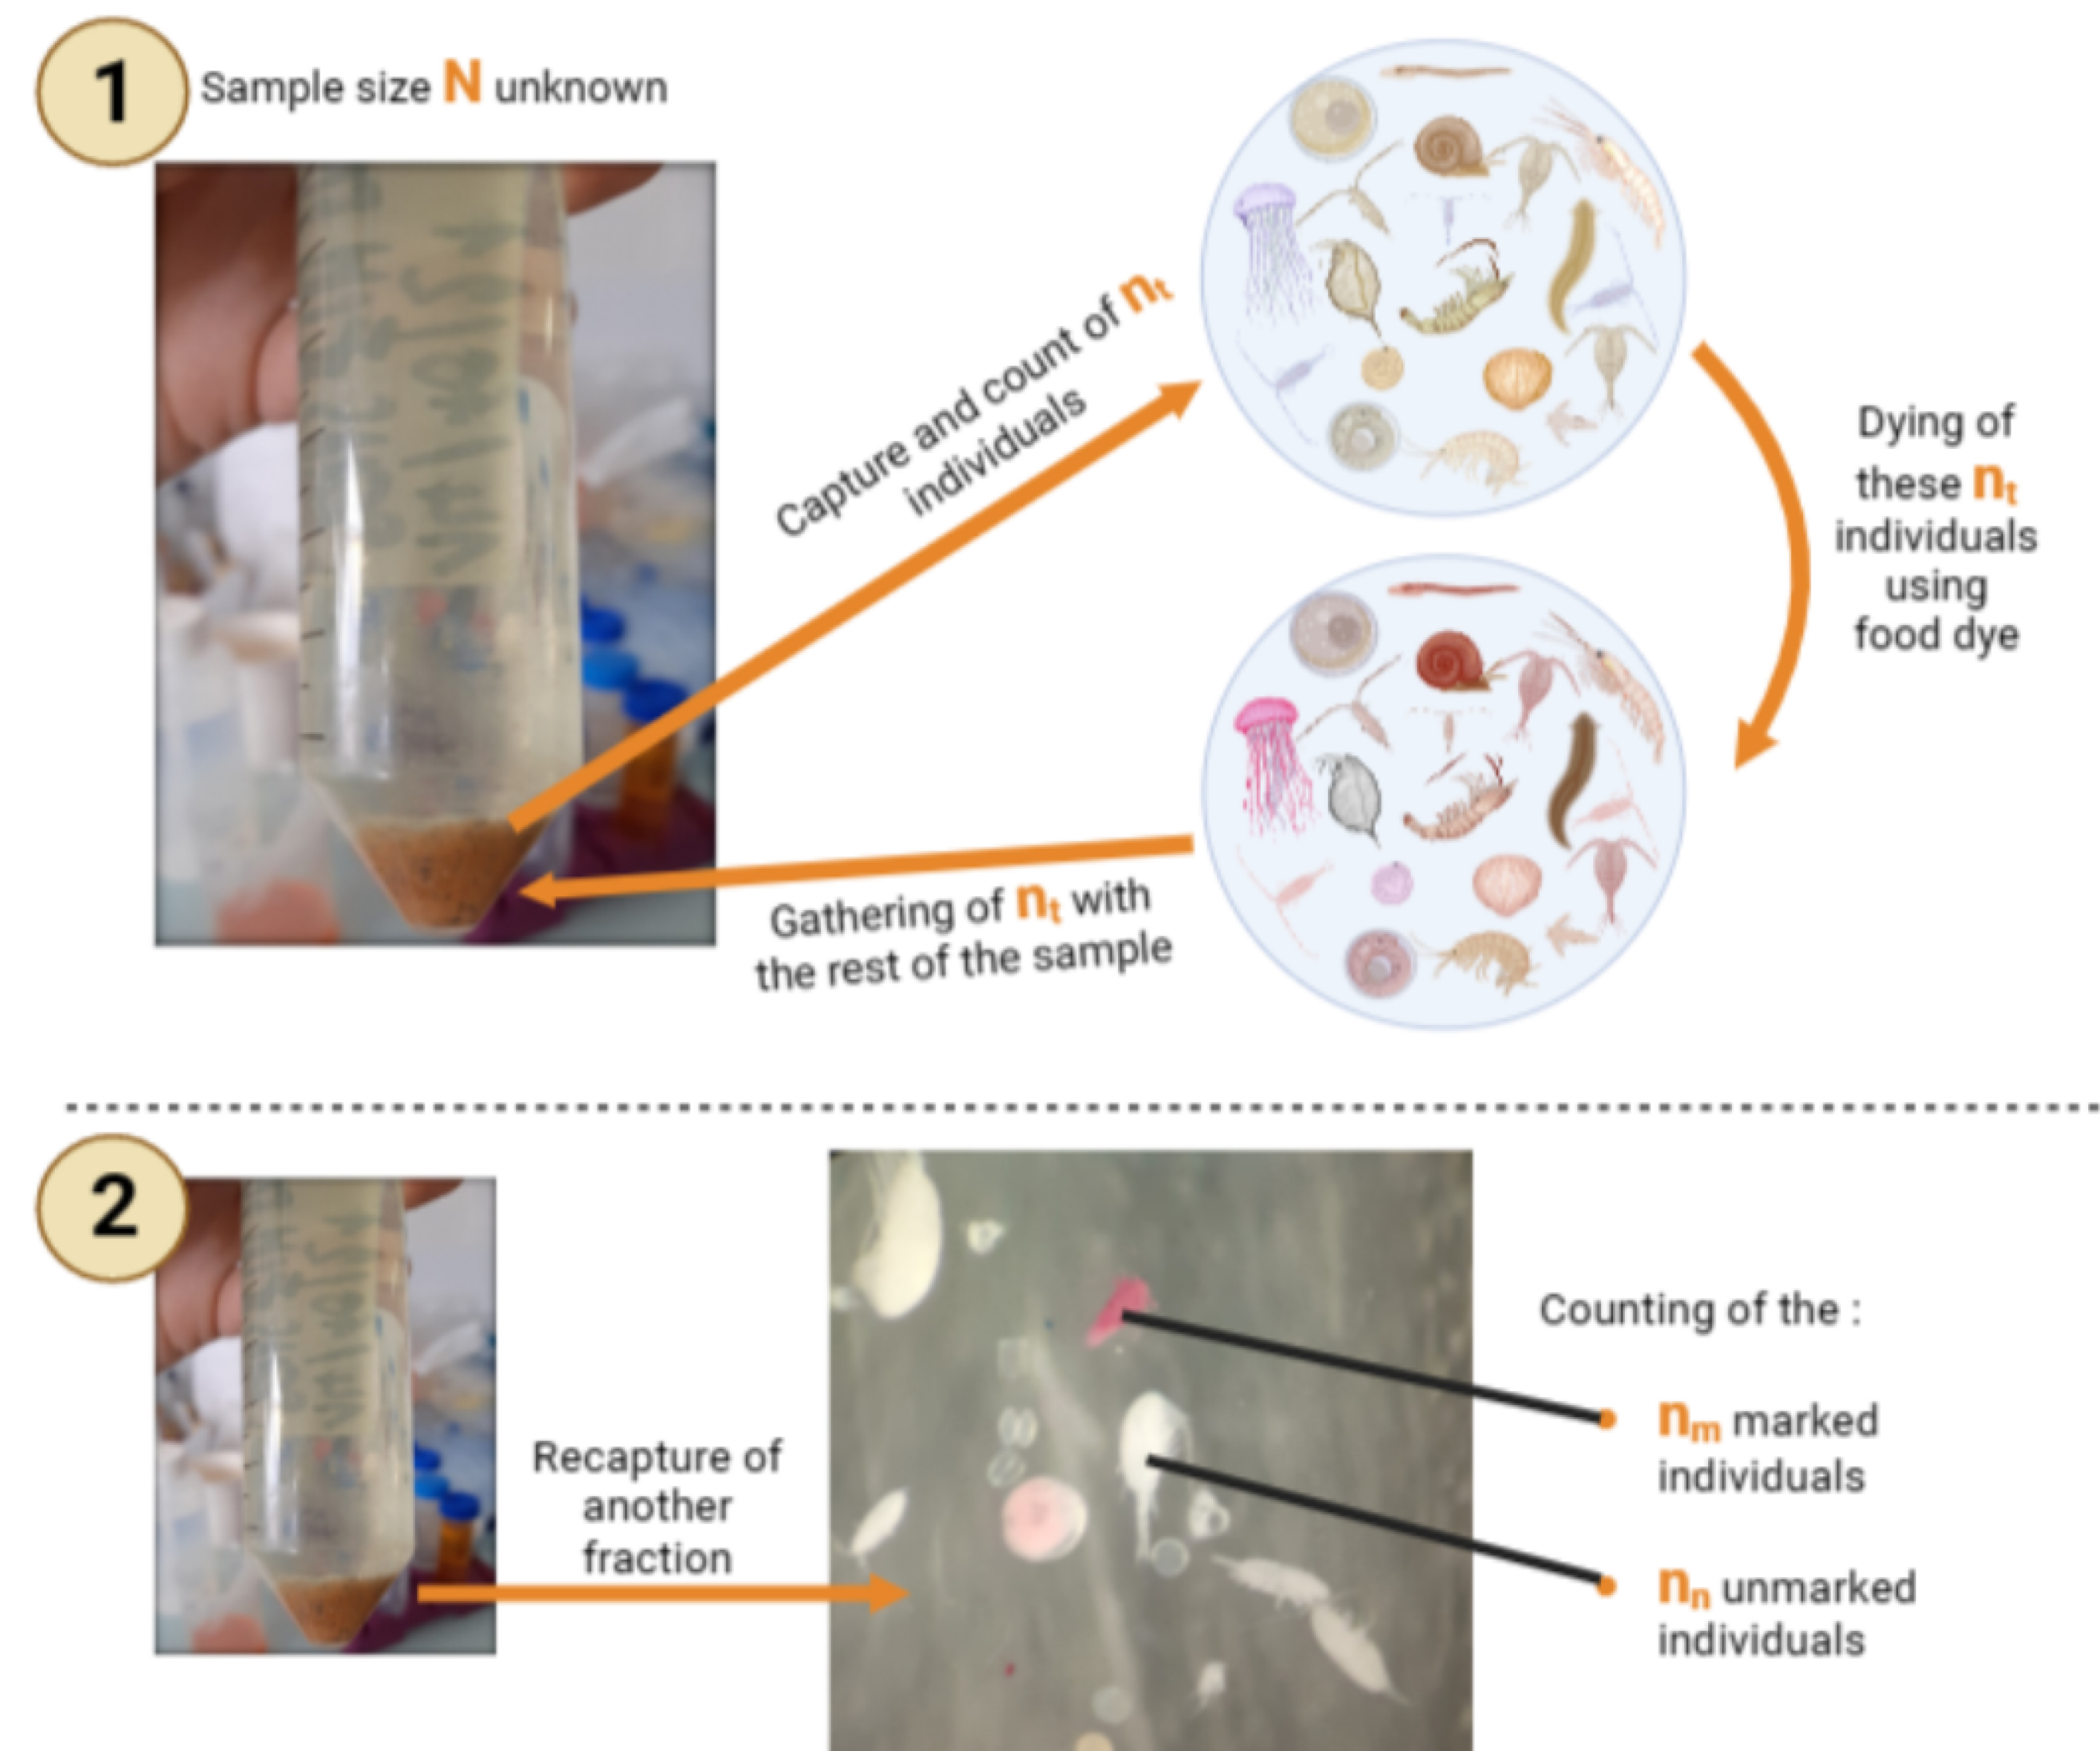 1
Sample size N unknown
Capture and count of nt
individuals
Dying of
these nt
individuals
using
food dye
Gathering of nt with
the rest of the sample
2
Recapture of
another
fraction
Counting of the :
nm marked
individuals
nn unmarked
individuals